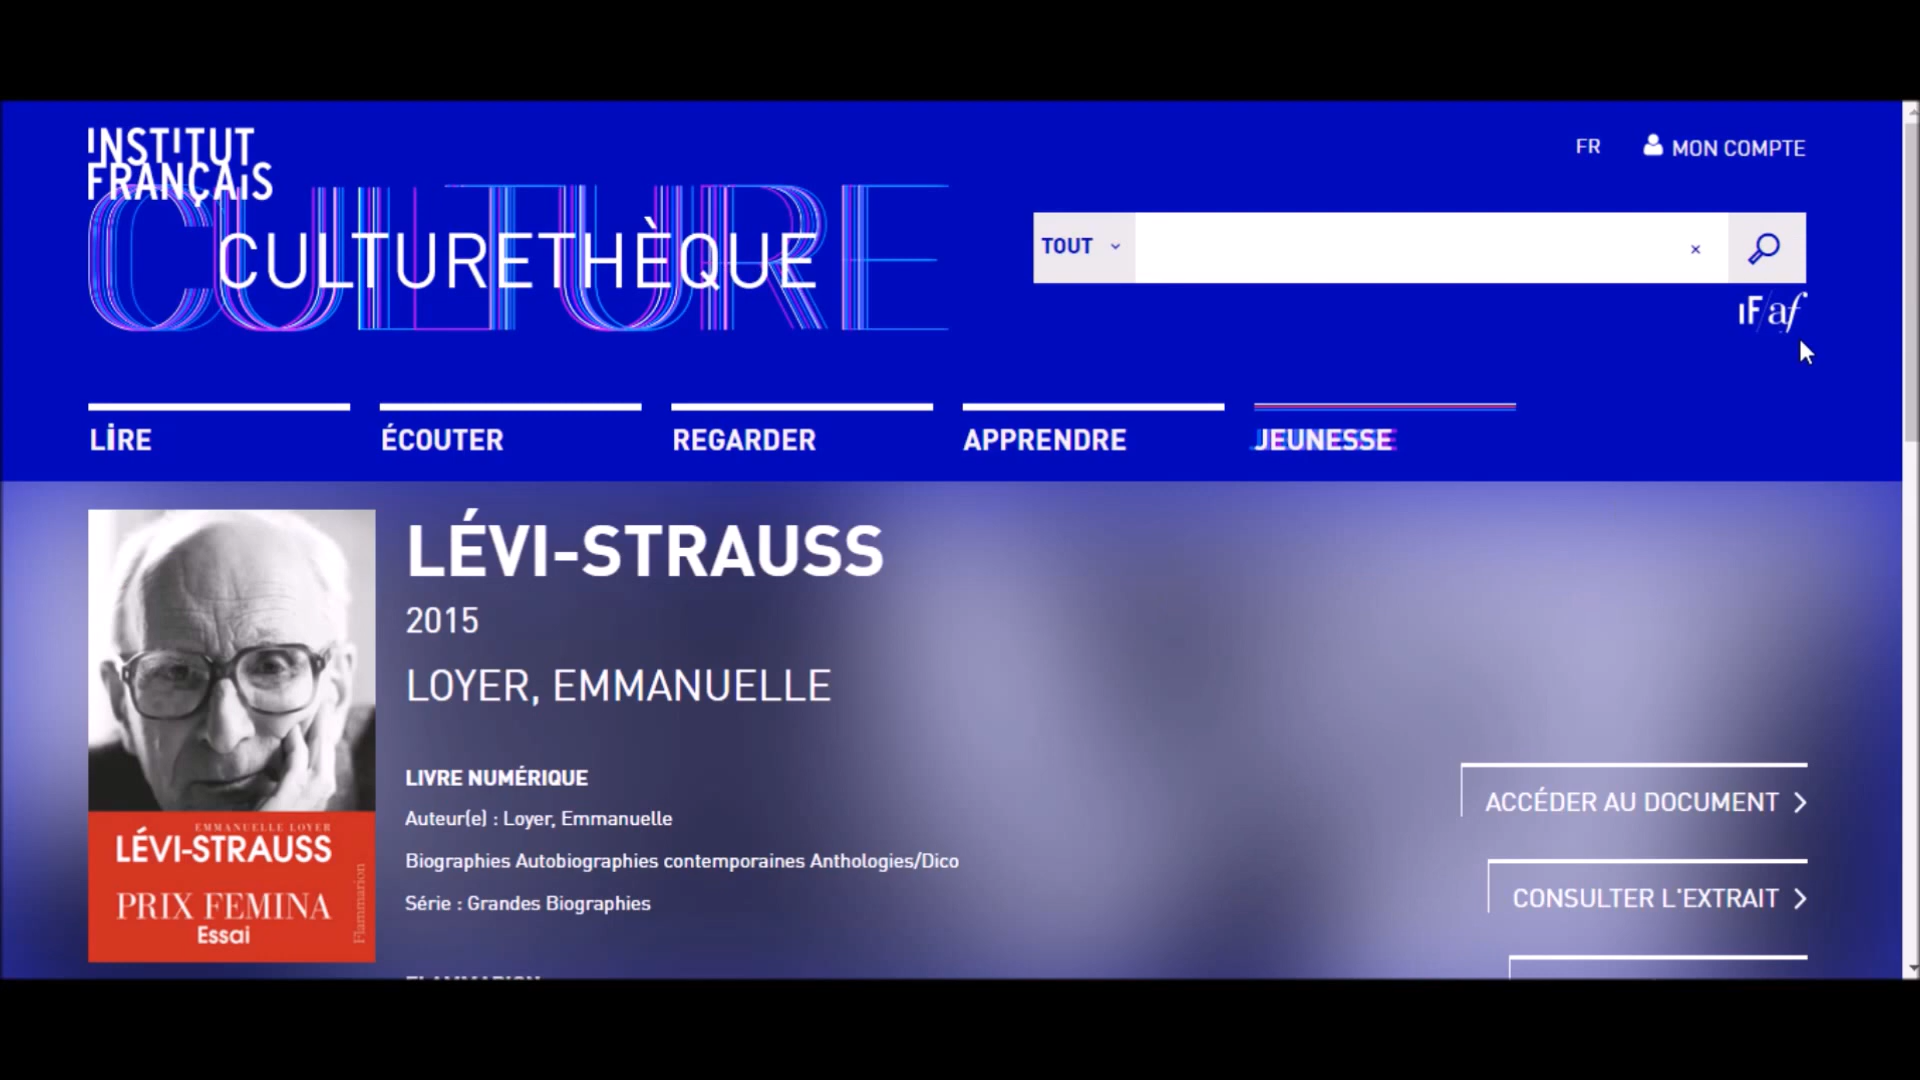 INSTITUT
FRANÇAIS
CULTURE
CULTURETHÈQUE
FR
MON COMPTE
TOUT
×
IF/af
LIRE
ÉCOUTER
REGARDER
APPRENDRE
JEUNESSE
LÉVI-STRAUSS
2015
LOYER, EMMANUELLE
LIVRE NUMÉRIQUE
Auteur(e) : Loyer, Emmanuelle
Biographies Autobiographies contemporaines Anthologies/Dico
Série : Grandes Biographies
EMMANUELLE LOYER
LÉVI-STRAUSS
PRIX FEMINA
Essai
Flammarion
ACCÉDER AU DOCUMENT
CONSULTER L'EXTRAIT